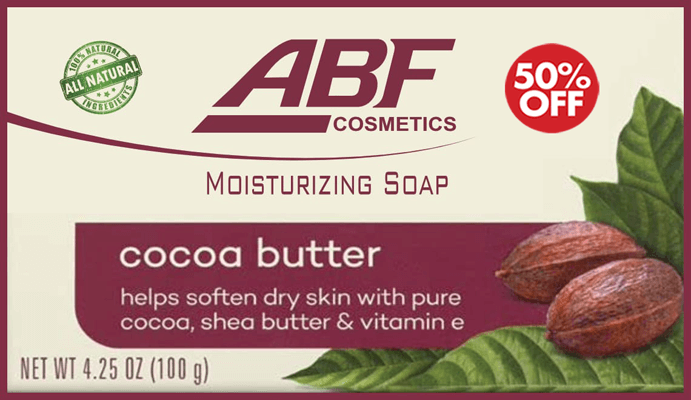 100% NATURAL
ALL NATURAL
INGREDIENTS
ABF
COSMETICS
50%
OFF
MOISTURIZING SOAP
cocoa butter
helps soften dry skin with pure
cocoa, shea butter & vitamin e
NET WT 4.25 OZ (100 g)